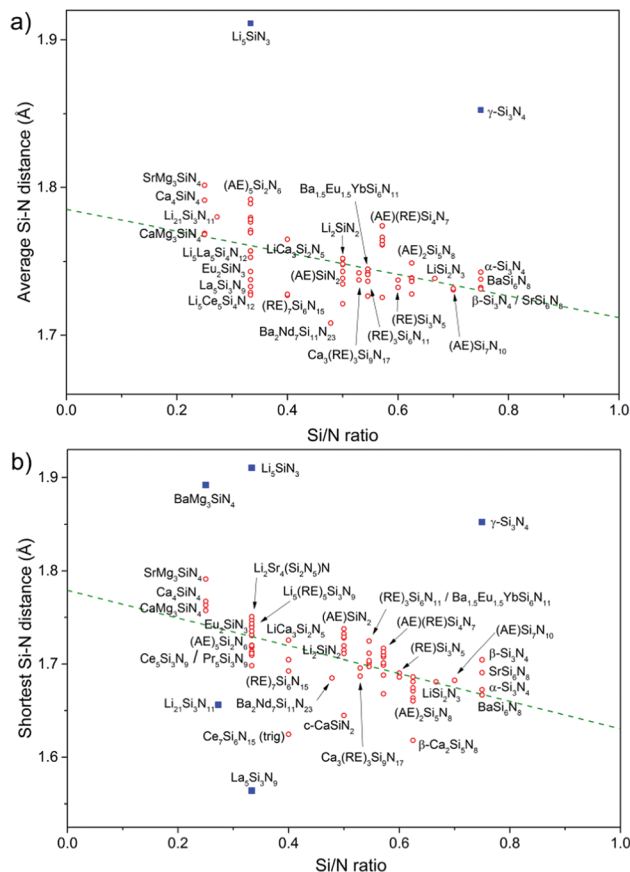 a)
1.9
1.8
1.7
Average Si-N distance (Å)
Li₅SiN₃
γ-Si₃N₄
SrMg₃SiN₄
Ca₄SiN₄
Li₂₁Si₃N₁₁
CaMg₃SiN₄
Li₅La₅Si₄N₁₂
Eu₂SiN₃
La₅Si₃N₉
Li₅Ce₅Si₄N₁₂
(AE)₅Si₂N₆
LiCa₃Si₂N₅
(RE)₇Si₆N₁₅
Ba₂Nd₇Si₁₁N₂₃
Ba₁.₅Eu₁.₅YbSi₆N₁₁
Li₂SiN₂
(AE)SiN₂
(AE)(RE)Si₄N₇
(AE)₂Si₅N₈
LiSi₂N₃
α-Si₃N₄
BaSi₆N₈
β-Si₃N₄ / SrSi₆N₈
(RE)Si₃N₅
(RE)₃Si₆N₁₁
(AE)Si₇N₁₀
Ca₃(RE)₃Si₉N₁₇
0.0 0.2 0.4 0.6 0.8 1.0
Si/N ratio
b)
1.9
1.8
1.7
1.6
Shortest Si-N distance (Å)
Li₅SiN₃
BaMg₃SiN₄
γ-Si₃N₄
SrMg₃SiN₄
Ca₄SiN₄
CaMg₃SiN₄
Li₂Sr₄(Si₂N₅)N
Li₅(RE)₅Si₃N₉
Eu₂SiN₃
LiCa₃Si₂N₅
(AE)SiN₂
(RE)₃Si₆N₁₁ / Ba₁.₅Eu₁.₅YbSi₆N₁₁
(AE)(RE)Si₄N₇
(AE)Si₇N₁₀
(AE)₅Si₂N₆
Li₂SiN₂
(RE)Si₃N₅
β-Si₃N₄
Ce₅Si₃N₉ / Pr₅Si₃N₉
SrSi₆N₈
(RE)₇Si₆N₁₅
LiSi₂N₃
α-Si₃N₄
BaSi₆N₈
Li₂₁Si₃N₁₁
Ba₂Nd₇Si₁₁N₂₃
(AE)₂Si₅N₈
c-CaSiN₂
Ce₇Si₆N₁₅ (trig)
Ca₃(RE)₃Si₉N₁₇
β-Ca₂Si₅N₈
La₅Si₃N₉
0.0 0.2 0.4 0.6 0.8 1.0
Si/N ratio